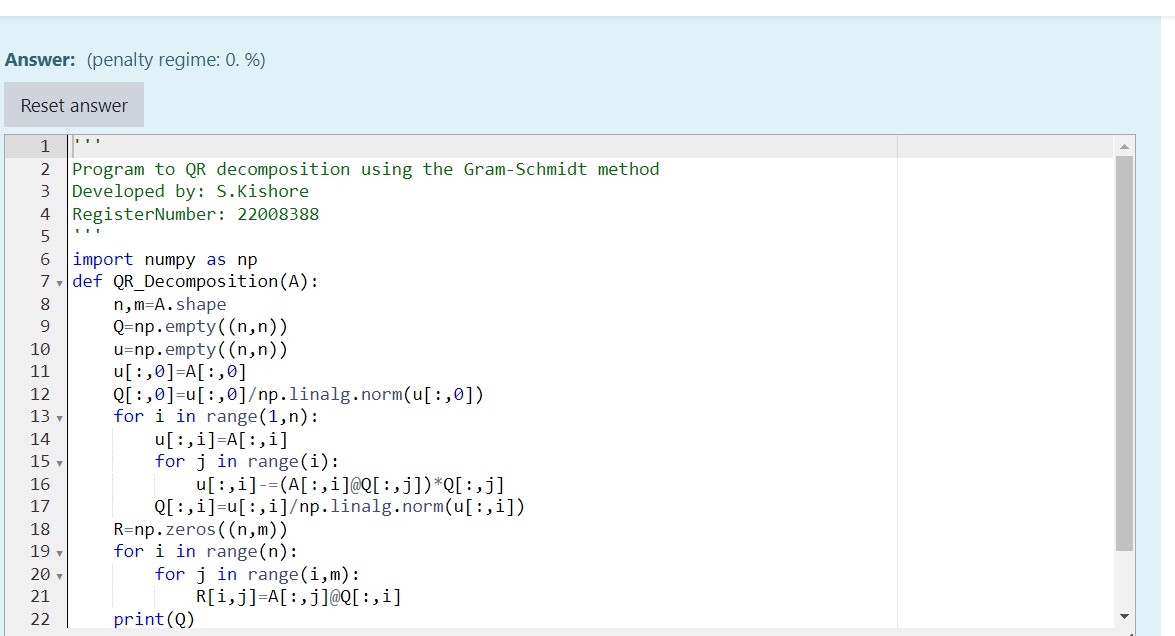 Answer: (penalty regime: 0. %)
Reset answer
1 '''
2 Program to QR decomposition using the Gram-Schmidt method
3 Developed by: S.Kishore
4 RegisterNumber: 22008388
5 '''
6 import numpy as np
7 def QR_Decomposition(A):
8     n,m=A.shape
9     Q=np.empty((n,n))
10     u=np.empty((n,n))
11     u[:,0]=A[:,0]
12     Q[:,0]=u[:,0]/np.linalg.norm(u[:,0])
13     for i in range(1,n):
14         u[:,i]=A[:,i]
15         for j in range(i):
16             u[:,i]-=(A[:,i]@Q[:,j])*Q[:,j]
17         Q[:,i]=u[:,i]/np.linalg.norm(u[:,i])
18     R=np.zeros((n,m))
19     for i in range(n):
20         for j in range(i,m):
21             R[i,j]=A[:,j]@Q[:,i]
22     print(Q)